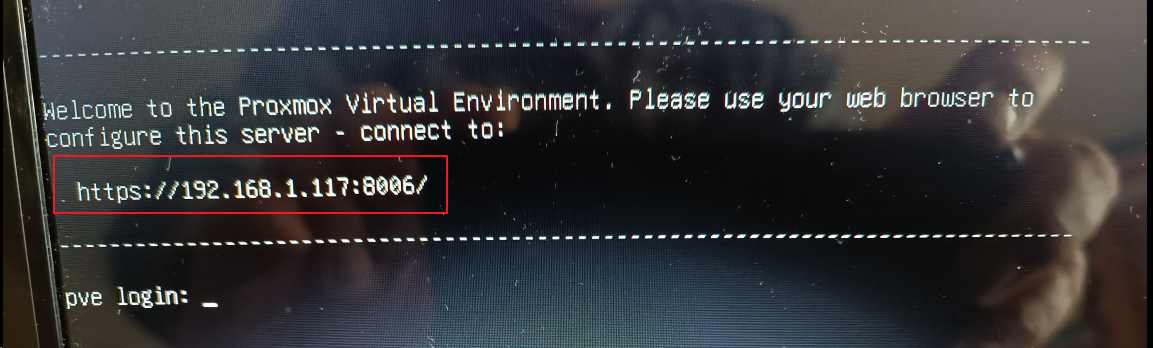 --------------------------------------------------------------------------------
Welcome to the Proxmox Virtual Environment. Please use your web browser to
configure this server - connect to:
https://192.168.1.117:8006/
--------------------------------------------------------------------------------
pve login: _